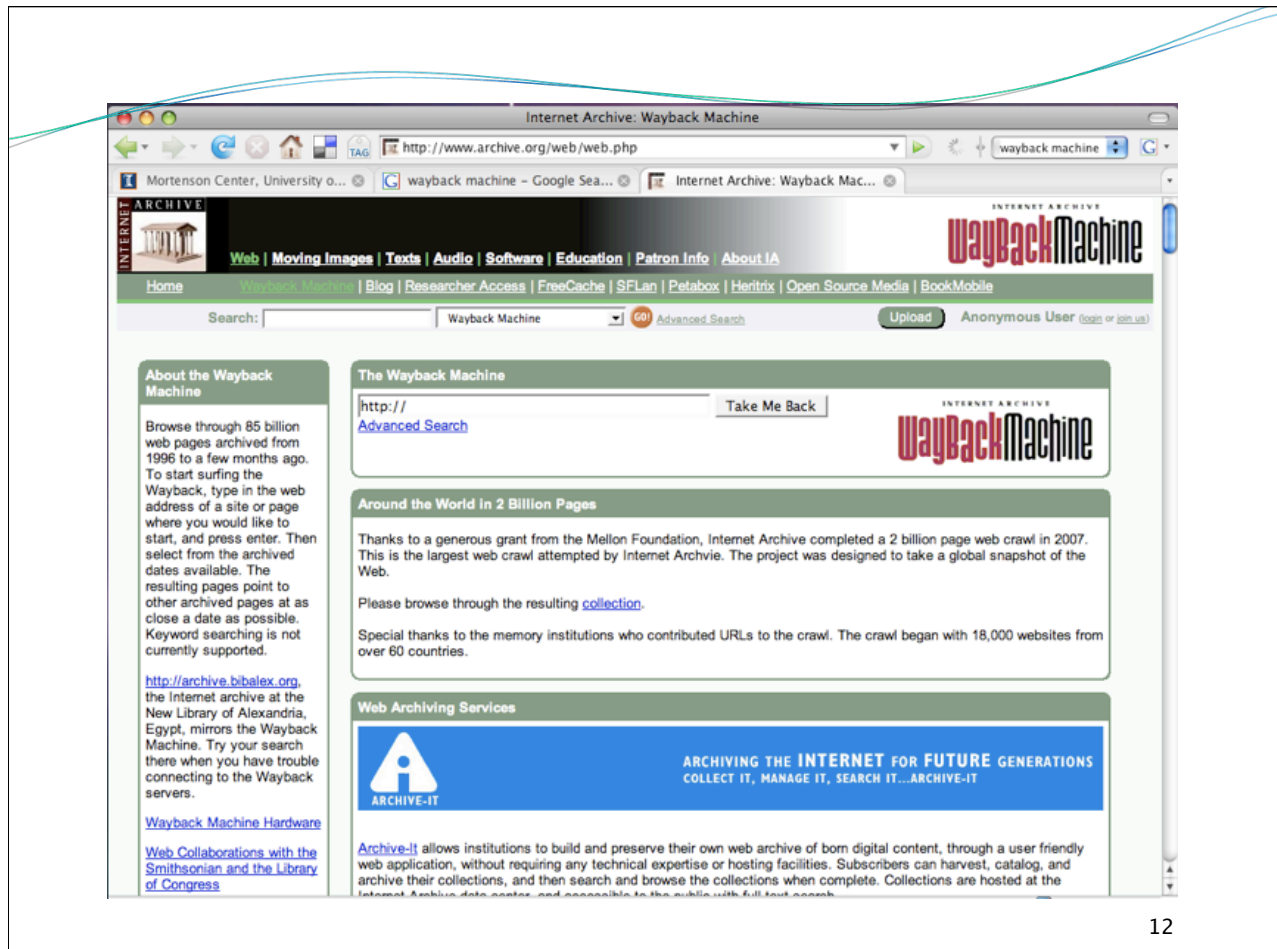 Internet Archive: Wayback Machine
TAG
http://www.archive.org/web/web.php
wayback machine
Mortenson Center, University o...
wayback machine – Google Sea...
Internet Archive: Wayback Mac...
INTERNET ARCHIVE
INTERNET ARCHIVE
WayBackMachine
Web | Moving Images | Texts | Audio | Software | Education | Patron Info | About IA
Home
Wayback Machine | Blog | Researcher Access | FreeCache | SFLan | Petabox | Heritrix | Open Source Media | BookMobile
Search:
Wayback Machine
GO!
Advanced Search
Upload
Anonymous User (login or join us)
About the Wayback
Machine
Browse through 85 billion
web pages archived from
1996 to a few months ago.
To start surfing the
Wayback, type in the web
address of a site or page
where you would like to
start, and press enter. Then
select from the archived
dates available. The
resulting pages point to
other archived pages at as
close a date as possible.
Keyword searching is not
currently supported.
http://archive.bibalex.org,
the Internet archive at the
New Library of Alexandria,
Egypt, mirrors the Wayback
Machine. Try your search
there when you have trouble
connecting to the Wayback
servers.
Wayback Machine Hardware
Web Collaborations with the
Smithsonian and the Library
of Congress
The Wayback Machine
http://
Take Me Back
Advanced Search
INTERNET ARCHIVE
WayBackMachine
Around the World in 2 Billion Pages
Thanks to a generous grant from the Mellon Foundation, Internet Archive completed a 2 billion page web crawl in 2007.
This is the largest web crawl attempted by Internet Archvie. The project was designed to take a global snapshot of the
Web.
Please browse through the resulting collection.
Special thanks to the memory institutions who contributed URLs to the crawl. The crawl began with 18,000 websites from
over 60 countries.
Web Archiving Services
ARCHIVE-IT
ARCHIVING THE INTERNET FOR FUTURE GENERATIONS
COLLECT IT, MANAGE IT, SEARCH IT...ARCHIVE-IT
Archive-It allows institutions to build and preserve their own web archive of born digital content, through a user friendly
web application, without requiring any technical expertise or hosting facilities. Subscribers can harvest, catalog, and
archive their collections, and then search and browse the collections when complete. Collections are hosted at the
Internet Archive data center, and accessible to the public with full text search.
12